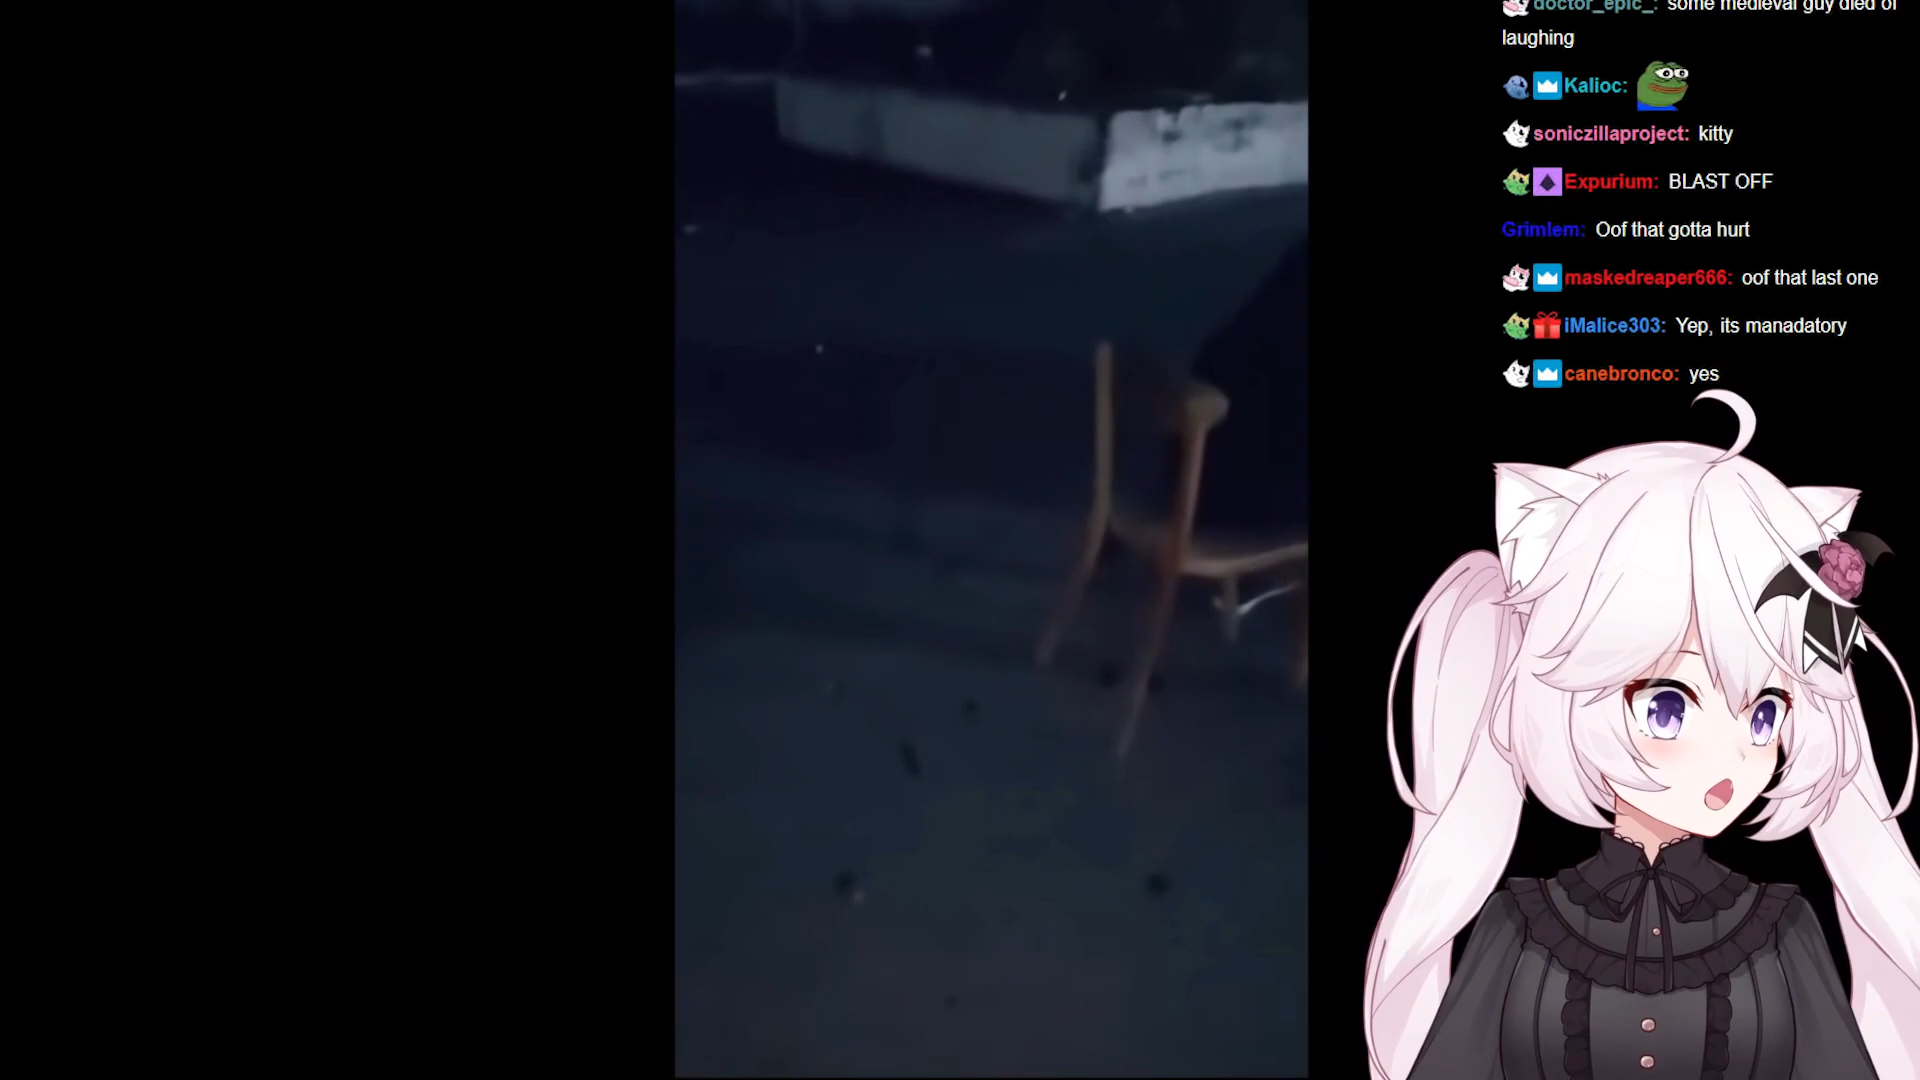 doctor_epic_: some medieval guy died of
laughing
Kalioc:
soniczillaproject: kitty
Expurium: BLAST OFF
Grimlem: Oof that gotta hurt
maskedreaper666: oof that last one
iMalice303: Yep, its manadatory
canebronco: yes